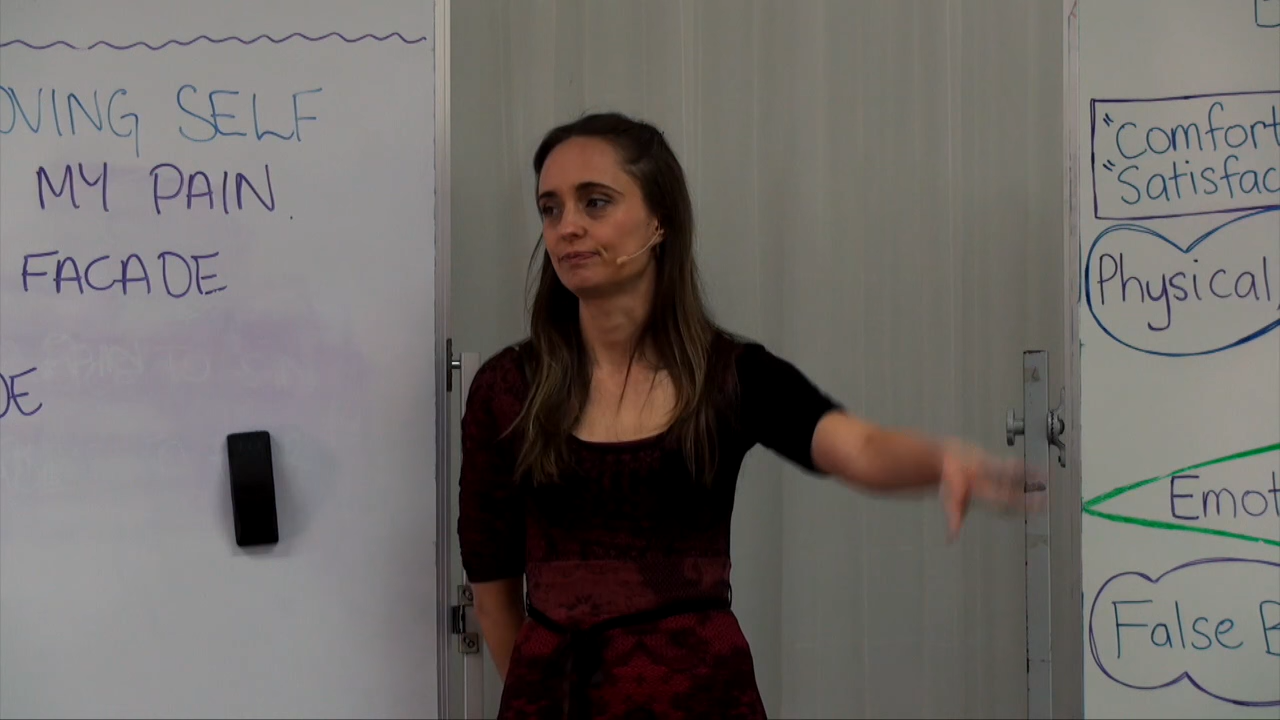 OVING SELF
MY PAIN.
FACADE
DE
"Comfort
"Satisfac
Physical,
Emot
False B